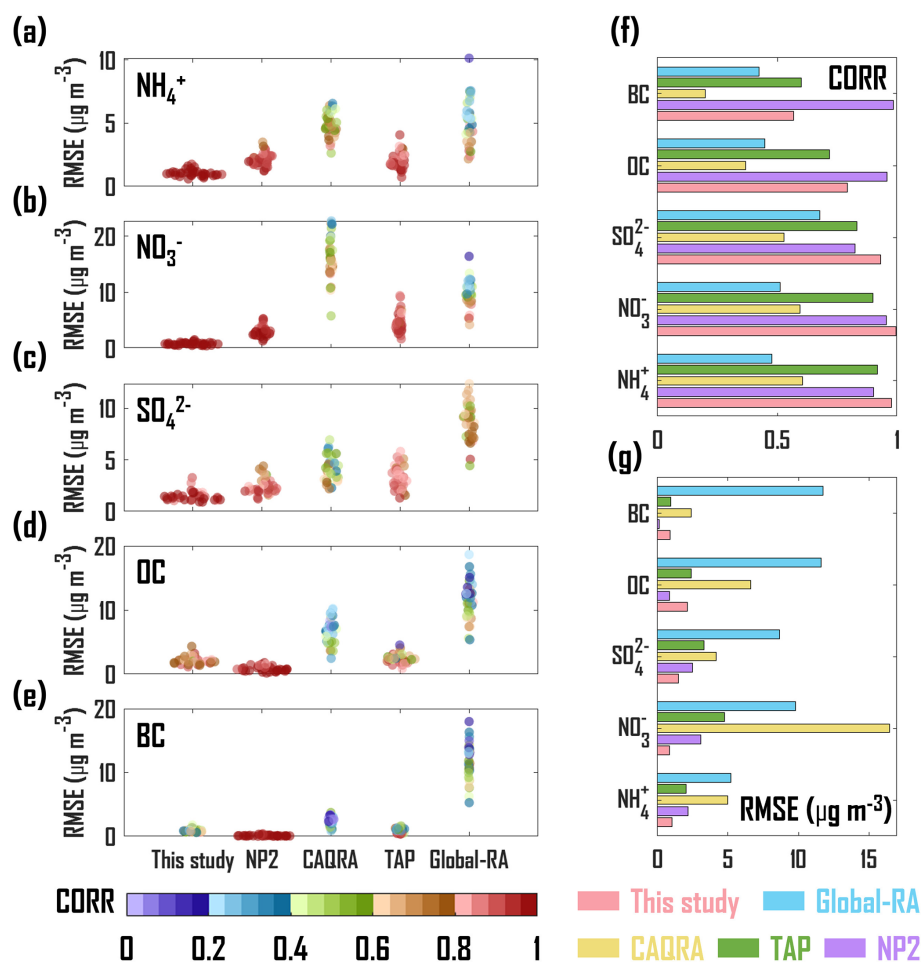 (a)
RMSE (µg m⁻³)
10
5
0
NH₄⁺
(b)
RMSE (µg m⁻³)
20
10
0
NO₃⁻
(c)
RMSE (µg m⁻³)
10
5
0
SO₄²⁻
(d)
RMSE (µg m⁻³)
20
10
0
OC
(e)
RMSE (µg m⁻³)
20
10
0
BC
This study NP2 CAQRA TAP Global-RA
CORR
0 0.2 0.4 0.6 0.8 1
(f)
CORR
BC
OC
SO₄²⁻
NO₃⁻
NH₄⁺
0 0.5 1
(g)
BC
OC
SO₄²⁻
NO₃⁻
NH₄⁺
RMSE (µg m⁻³)
0 5 10 15
This study Global-RA
CAQRA TAP NP2